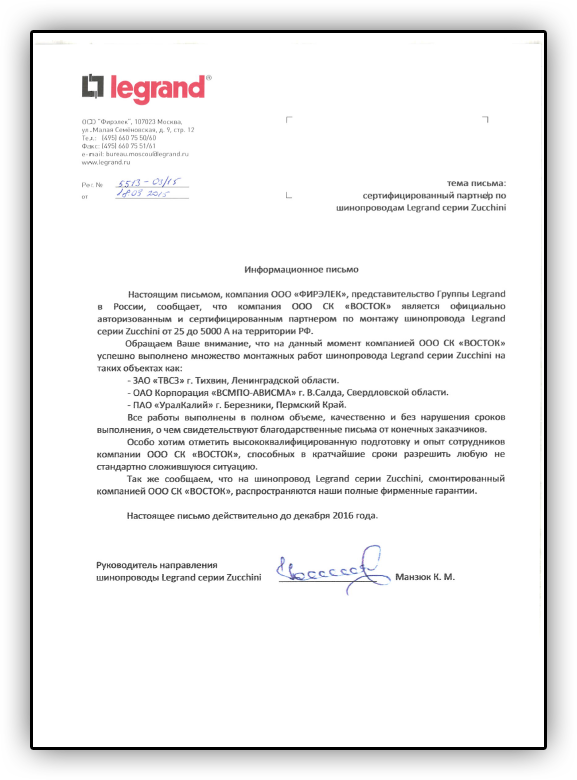 legrand®
ООО "Фирэлек", 107023 Москва,
ул.Малая Семёновская, д. 9, стр. 12
Тел.: (495) 660 75 50/60
Факс: (495) 660 75 51/61
e-mail: bureau.moscou@legrand.ru
www.legrand.ru
Рег. № 5513-03/15
от 18 03 2015
тема письма:
сертифицированный партнер по
шинопроводам Legrand серии Zucchini
Информационное письмо
Настоящим письмом, компания ООО «ФИРЭЛЕК», представительство Группы Legrand
в России, сообщает, что компания ООО СК «ВОСТОК» является официально
авторизованным и сертифицированным партнером по монтажу шинопровода Legrand
серии Zucchini от 25 до 5000 А на территории РФ.
Обращаем Ваше внимание, что на данный момент компанией ООО СК «ВОСТОК»
успешно выполнено множество монтажных работ шинопровода Legrand серии Zucchini на
таких объектах как:
- ЗАО «ТВСЗ» г. Тихвин, Ленинградской области.
- ОАО Корпорация «ВСМПО-АВИСМА» г. В.Салда, Свердловской области.
- ПАО «УралКалий» г. Березники, Пермский Край.
Все работы выполнены в полном объеме, качественно и без нарушения сроков
выполнения, о чем свидетельствуют благодарственные письма от конечных заказчиков.
Особо хотим отметить высококвалифицированную подготовку и опыт сотрудников
компании ООО СК «ВОСТОК», способных в кратчайшие сроки разрешить любую не
стандартно сложившуюся ситуацию.
Так же сообщаем, что на шинопровод Legrand серии Zucchini, смонтированный
компанией ООО СК «ВОСТОК», распространяются наши полные фирменные гарантии.
Настоящее письмо действительно до декабря 2016 года.
Руководитель направления
шинопроводы Legrand серии Zucchini Манзюк К. М.